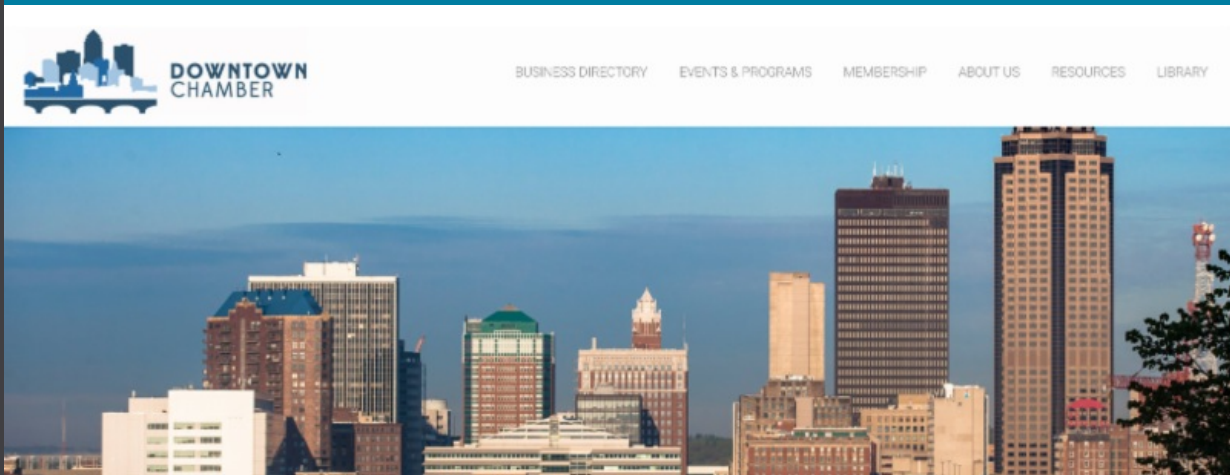 DOWNTOWN
CHAMBER
BUSINESS DIRECTORY EVENTS & PROGRAMS MEMBERSHIP ABOUT US RESOURCES LIBRARY